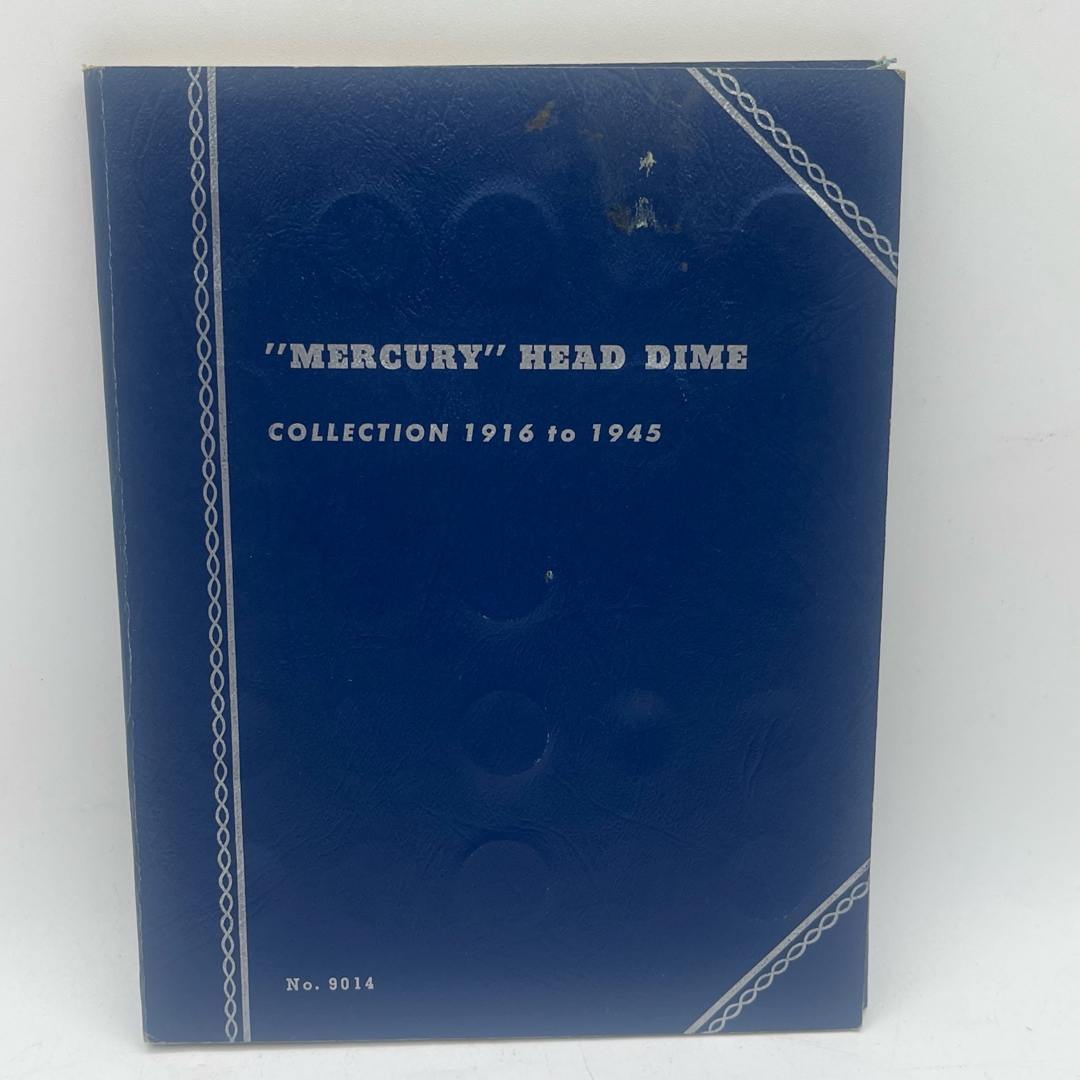 "MERCURY" HEAD DIME
COLLECTION 1916 to 1945
No. 9014